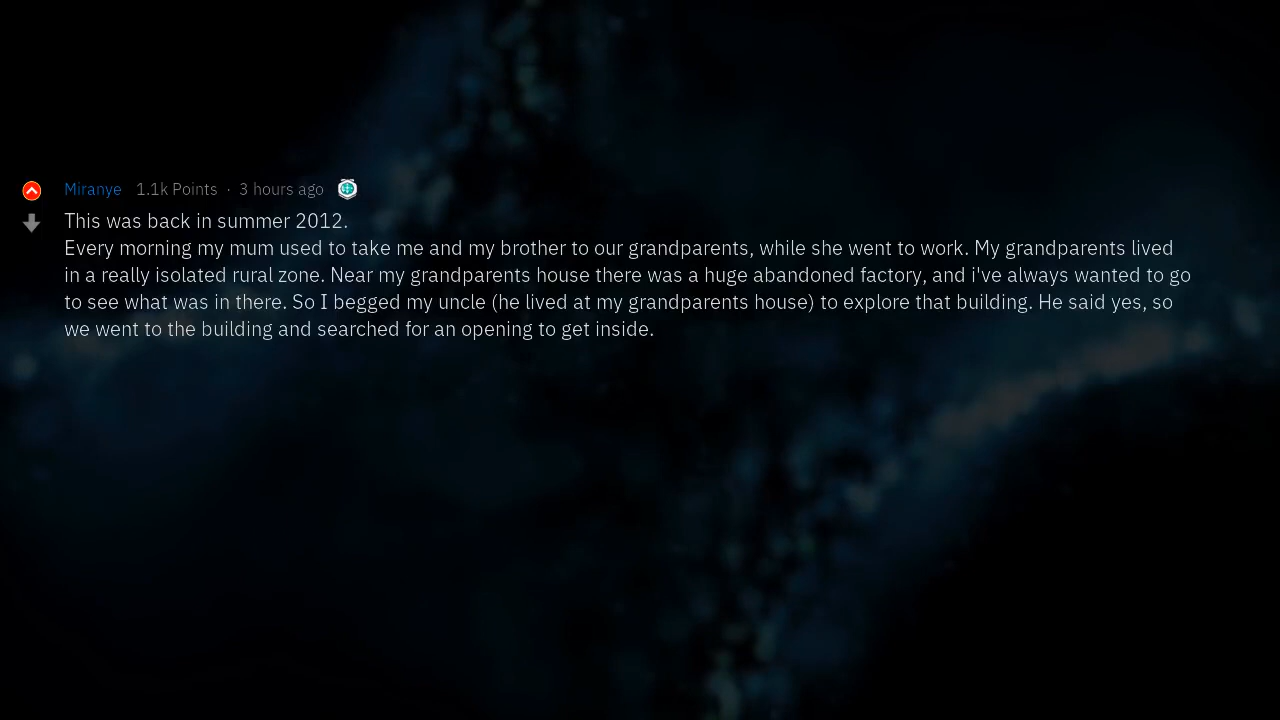 Miranye 1.1k Points · 3 hours ago
This was back in summer 2012.
Every morning my mum used to take me and my brother to our grandparents, while she went to work. My grandparents lived
in a really isolated rural zone. Near my grandparents house there was a huge abandoned factory, and i've always wanted to go
to see what was in there. So I begged my uncle (he lived at my grandparents house) to explore that building. He said yes, so
we went to the building and searched for an opening to get inside.